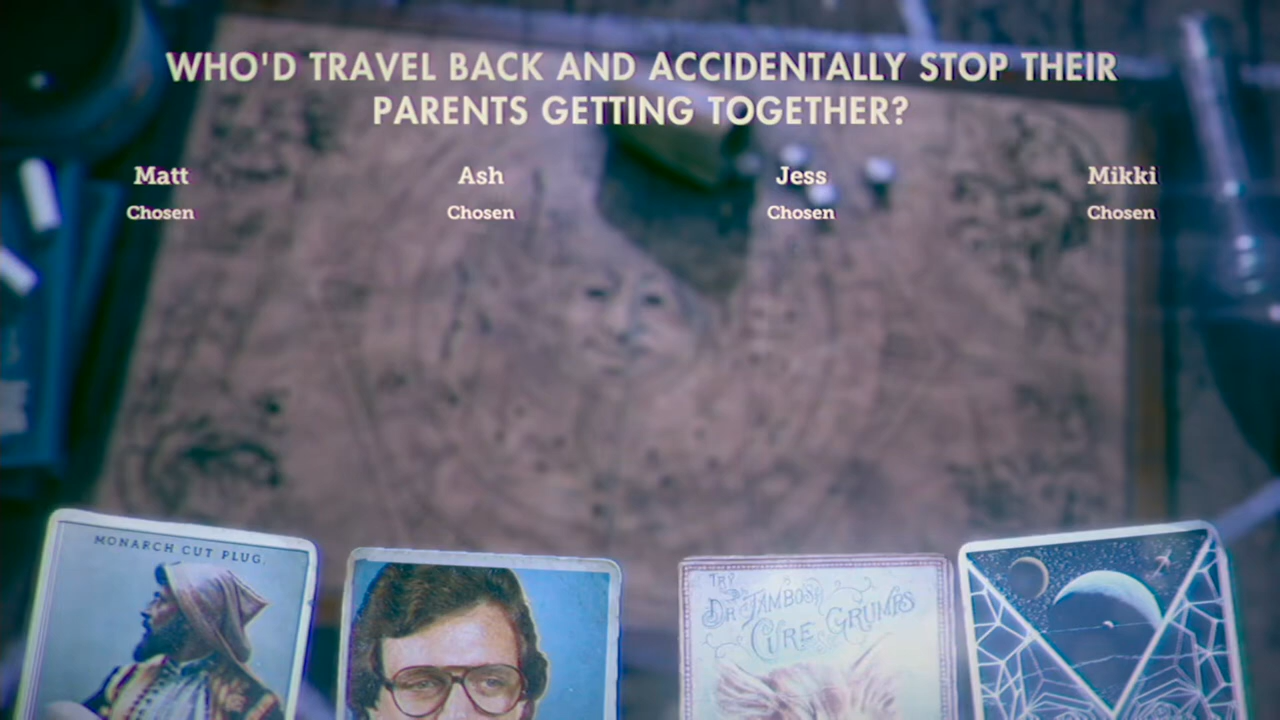 WHO'D TRAVEL BACK AND ACCIDENTALLY STOP THEIR
PARENTS GETTING TOGETHER?
Matt
Ash
Jess
Mikki
Chosen
Chosen
Chosen
Chosen
MONARCH CUT PLUG.
TRY
DR JAMBOS!
CURE GRUMPS